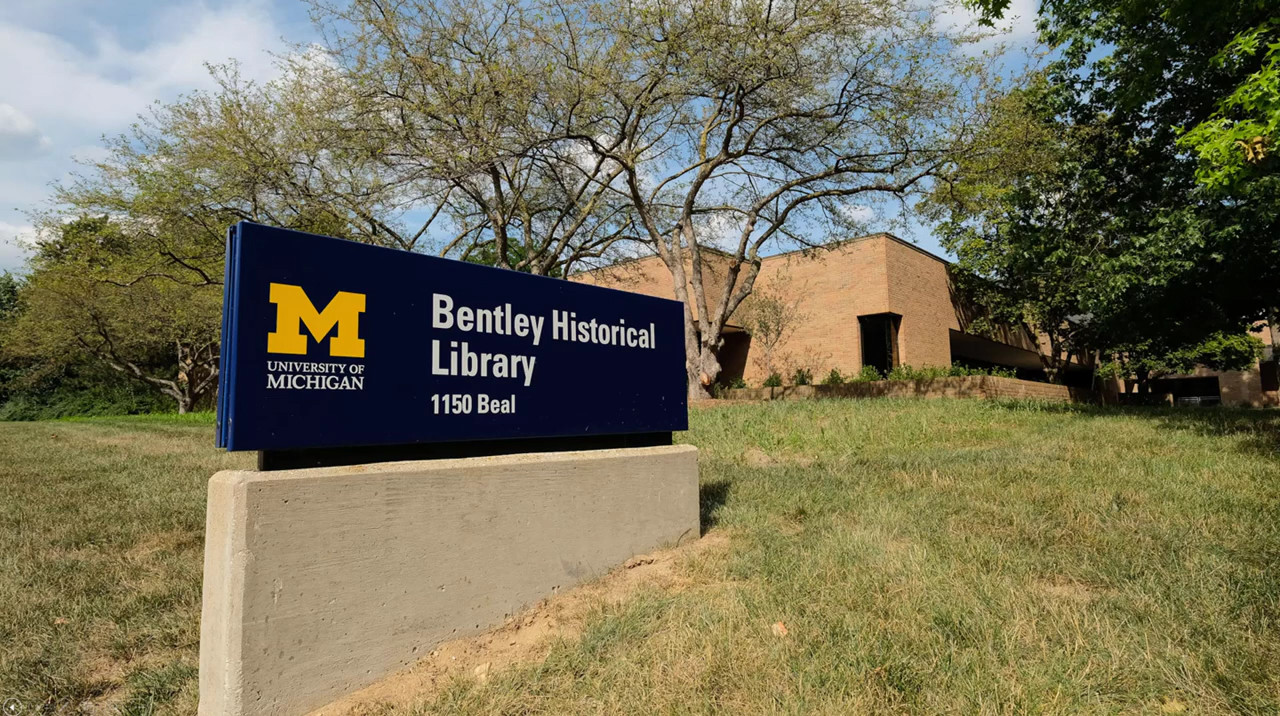 M
UNIVERSITY OF
MICHIGAN
Bentley Historical
Library
1150 Beal